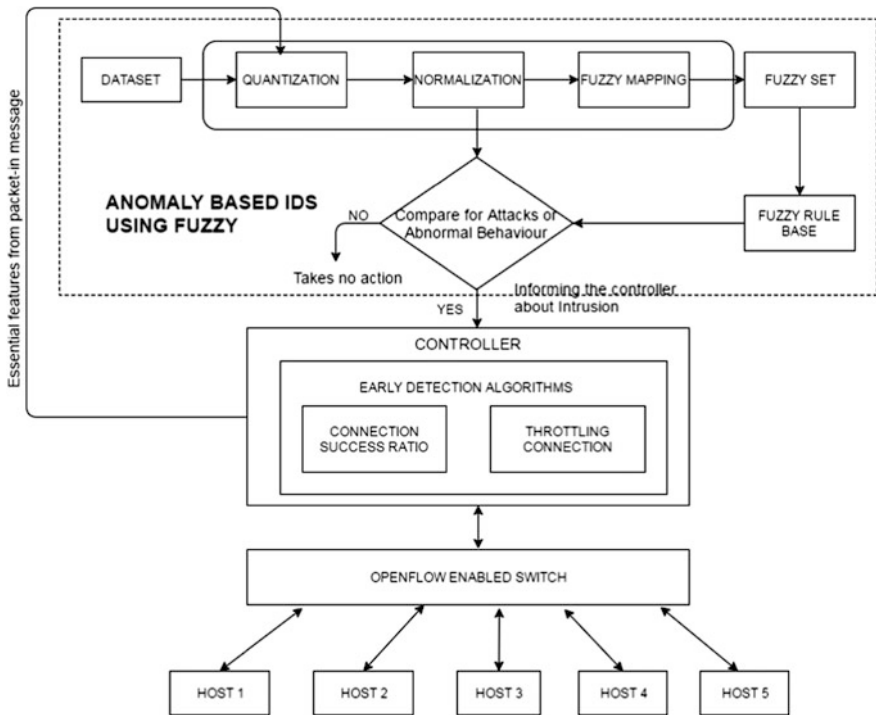 DATASET
QUANTIZATION
NORMALIZATION
FUZZY MAPPING
FUZZY SET
Essential features from packet-in message
ANOMALY BASED IDS
USING FUZZY
NO
Compare for Attacks or
Abnormal Behaviour
FUZZY RULE
BASE
Takes no action
YES
Informing the controller
about Intrusion
CONTROLLER
EARLY DETECTION ALGORITHMS
CONNECTION
SUCCESS RATIO
THROTTLING
CONNECTION
OPENFLOW ENABLED SWITCH
HOST 1
HOST 2
HOST 3
HOST 4
HOST 5